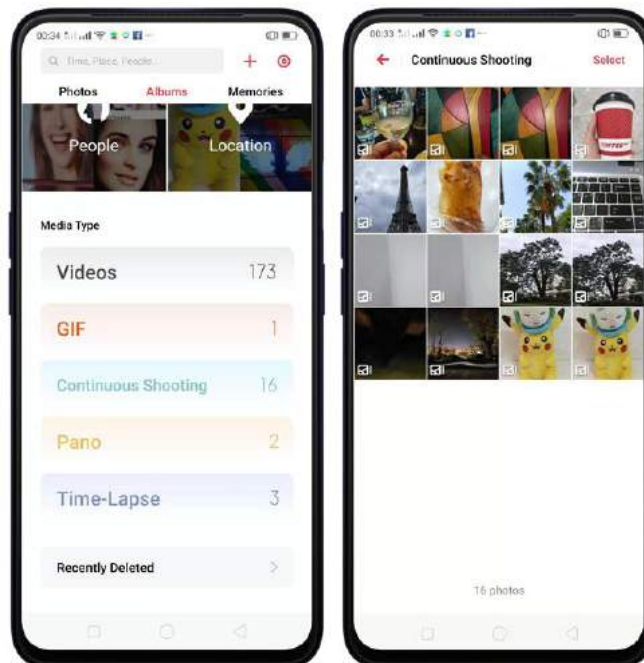 00:34
Time, Place, People...
Photos
Albums
Memories
People
Location
Media Type
Videos
173
GIF
1
Continuous Shooting
16
Pano
2
Time-Lapse
3
Recently Deleted
00:33
Continuous Shooting
Select
COFFEE
16 photos